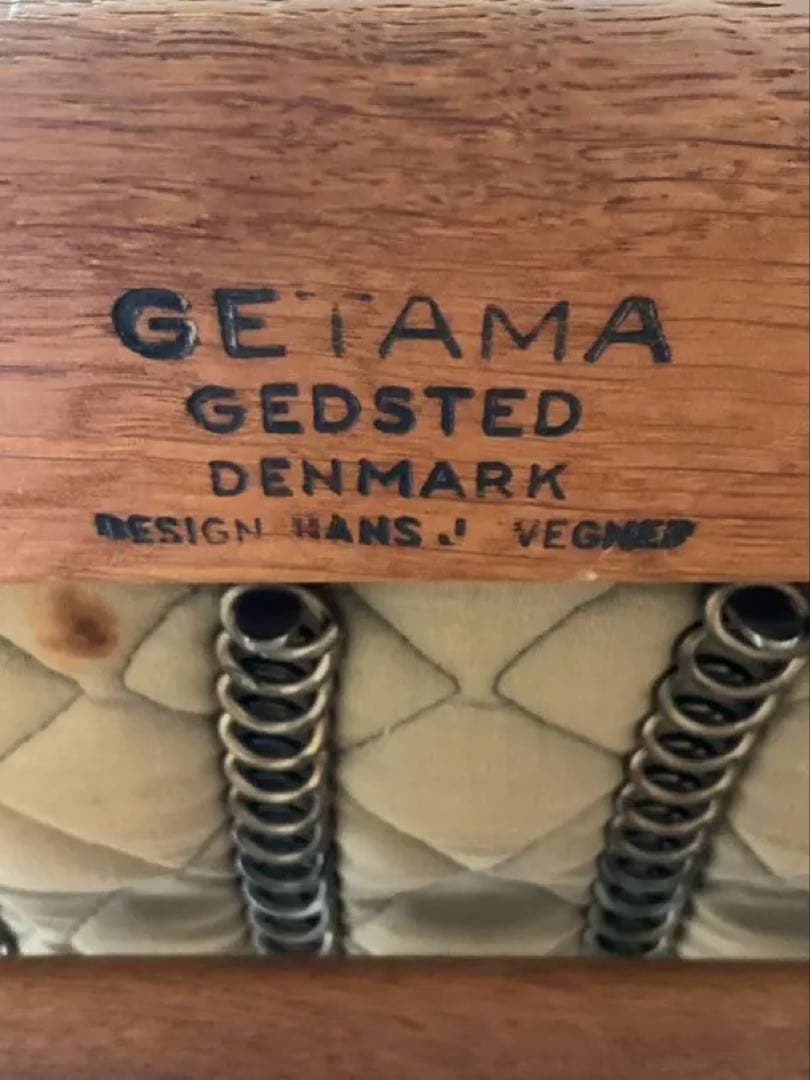 GETAMA
GEDSTED
DENMARK
DESIGN HANS J VEGNER